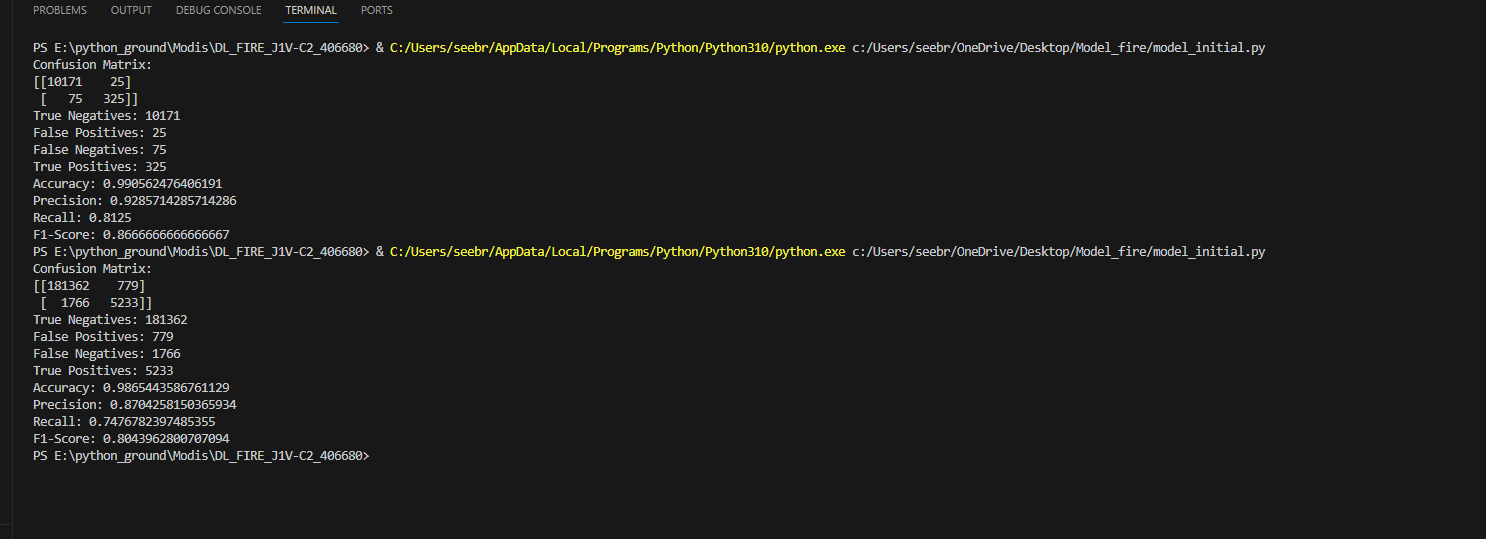 PROBLEMS OUTPUT DEBUG CONSOLE TERMINAL PORTS
PS E:\python_ground\Modis\DL_FIRE_J1V-C2_406680> & C:/Users/seebr/AppData/Local/Programs/Python/Python310/python.exe c:/Users/seebr/OneDrive/Desktop/Model_fire/model_initial.py
Confusion Matrix:
[[10171    25]
 [   75   325]]
True Negatives: 10171
False Positives: 25
False Negatives: 75
True Positives: 325
Accuracy: 0.990562476406191
Precision: 0.9285714285714286
Recall: 0.8125
F1-Score: 0.8666666666666667
PS E:\python_ground\Modis\DL_FIRE_J1V-C2_406680> & C:/Users/seebr/AppData/Local/Programs/Python/Python310/python.exe c:/Users/seebr/OneDrive/Desktop/Model_fire/model_initial.py
Confusion Matrix:
[[181362    779]
 [  1766   5233]]
True Negatives: 181362
False Positives: 779
False Negatives: 1766
True Positives: 5233
Accuracy: 0.9865443586761129
Precision: 0.8704258150365934
Recall: 0.7476782397485355
F1-Score: 0.8043962800707094
PS E:\python_ground\Modis\DL_FIRE_J1V-C2_406680>